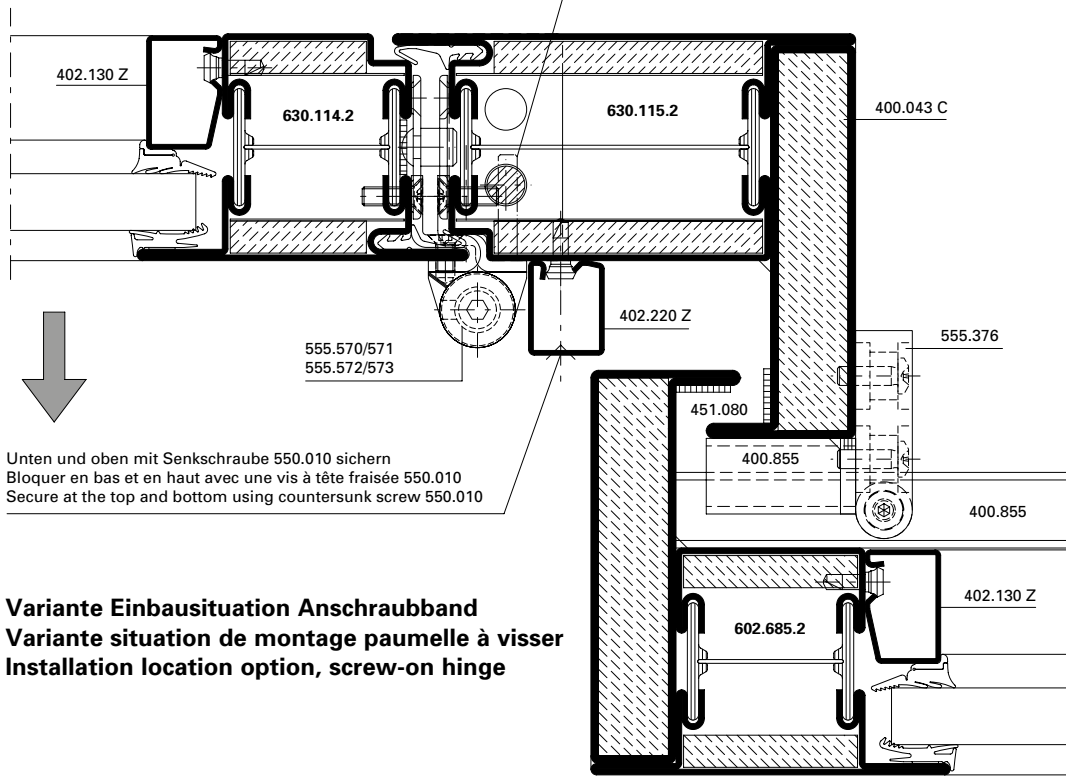 402.130 Z
630.114.2
630.115.2
400.043 C
402.220 Z
555.376
555.570/571
555.572/573
451.080
400.855
Unten und oben mit Senkschraube 550.010 sichern
Bloquer en bas et en haut avec une vis à tête fraisée 550.010
Secure at the top and bottom using countersunk screw 550.010
400.855
402.130 Z
602.685.2
Variante Einbausituation Anschraubband
Variante situation de montage paumelle à visser
Installation location option, screw-on hinge